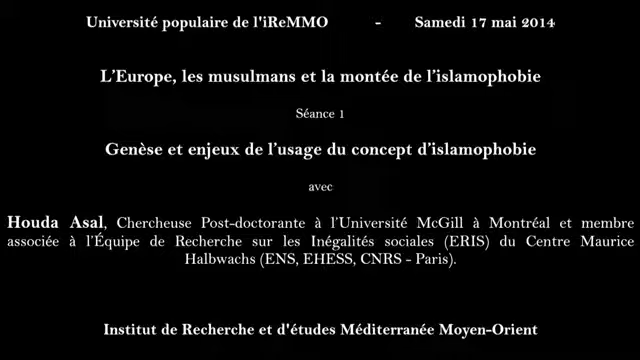 Université populaire de l'iReMMO - Samedi 17 mai 2014
L’Europe, les musulmans et la montée de l’islamophobie
Séance 1
Genèse et enjeux de l’usage du concept d’islamophobie
avec
Houda Asal, Chercheuse Post-doctorante à l’Université McGill à Montréal et membre
associée à l’Équipe de Recherche sur les Inégalités sociales (ERIS) du Centre Maurice
Halbwachs (ENS, EHESS, CNRS - Paris).
Institut de Recherche et d'études Méditerranée Moyen-Orient